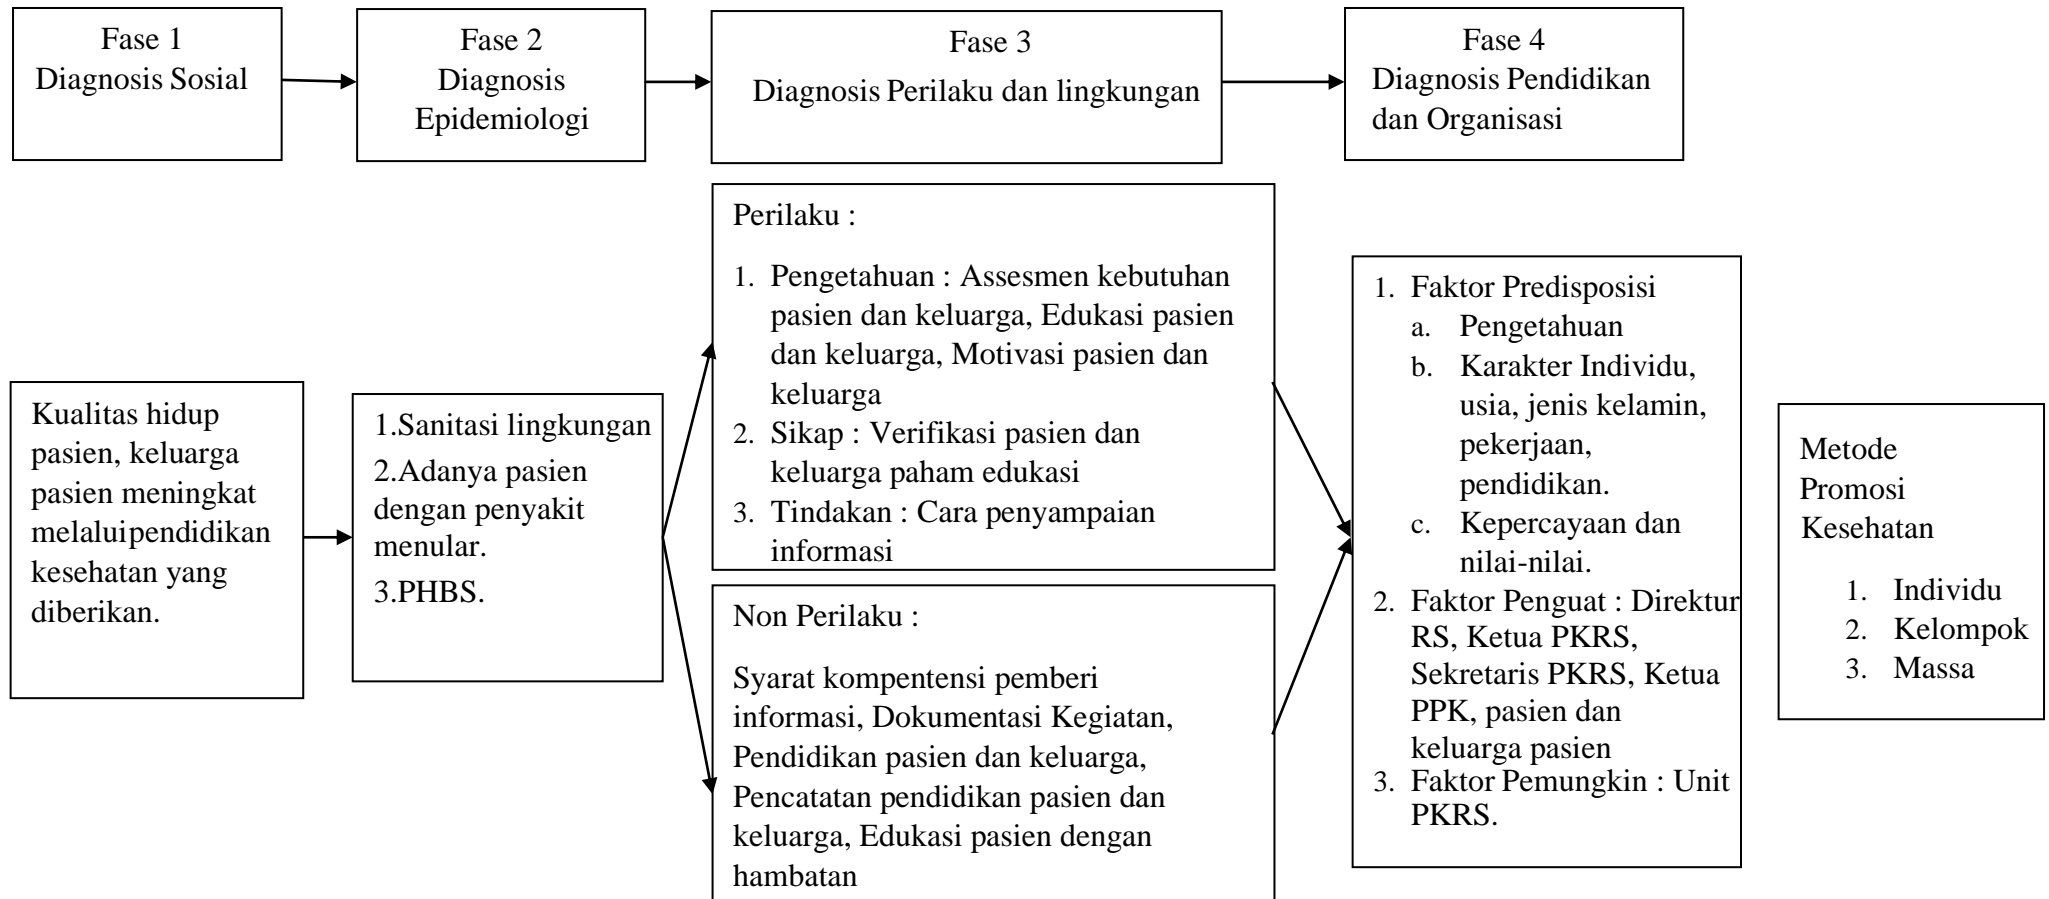 Fase 1
Diagnosis Sosial
Fase 2
Diagnosis
Epidemiologi
Fase 3
Diagnosis Perilaku dan lingkungan
Fase 4
Diagnosis Pendidikan
dan Organisasi
Kualitas hidup
pasien, keluarga
pasien meningkat
melaluipendidikan
kesehatan yang
diberikan.
1.Sanitasi lingkungan
2.Adanya pasien
dengan penyakit
menular.
3.PHBS.
Perilaku :
1. Pengetahuan : Assesmen kebutuhan
pasien dan keluarga, Edukasi pasien
dan keluarga, Motivasi pasien dan
keluarga
2. Sikap : Verifikasi pasien dan
keluarga paham edukasi
3. Tindakan : Cara penyampaian
informasi
Non Perilaku :
Syarat kompentensi pemberi
informasi, Dokumentasi Kegiatan,
Pendidikan pasien dan keluarga,
Pencatatan pendidikan pasien dan
keluarga, Edukasi pasien dengan
hambatan
1. Faktor Predisposisi
a. Pengetahuan
b. Karakter Individu,
usia, jenis kelamin,
pekerjaan,
pendidikan.
c. Kepercayaan dan
nilai-nilai.
2. Faktor Penguat : Direktur
RS, Ketua PKRS,
Sekretaris PKRS, Ketua
PPK, pasien dan
keluarga pasien
3. Faktor Pemungkin : Unit
PKRS.
Metode
Promosi
Kesehatan
1. Individu
2. Kelompok
3. Massa